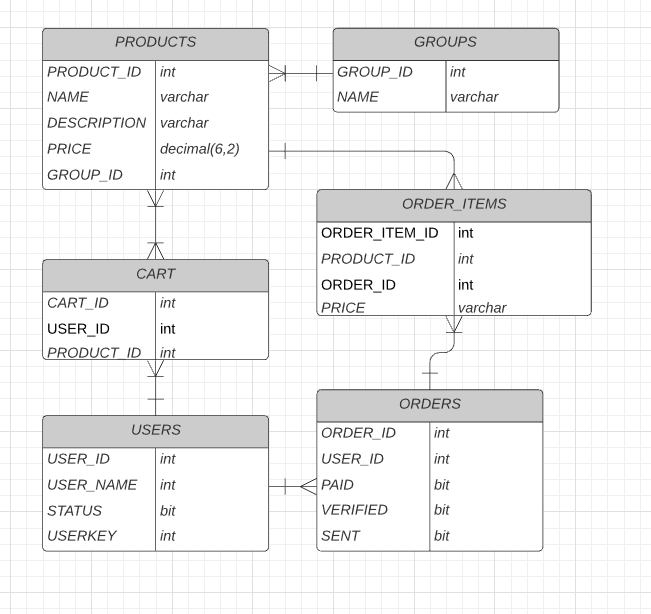 PRODUCTS
PRODUCT_ID int
NAME varchar
DESCRIPTION varchar
PRICE decimal(6,2)
GROUP_ID int
GROUPS
GROUP_ID int
NAME varchar
ORDER_ITEMS
ORDER_ITEM_ID int
PRODUCT_ID int
ORDER_ID int
PRICE varchar
CART
CART_ID int
USER_ID int
PRODUCT_ID int
USERS
USER_ID int
USER_NAME int
STATUS bit
USERKEY int
ORDERS
ORDER_ID int
USER_ID int
PAID bit
VERIFIED bit
SENT bit